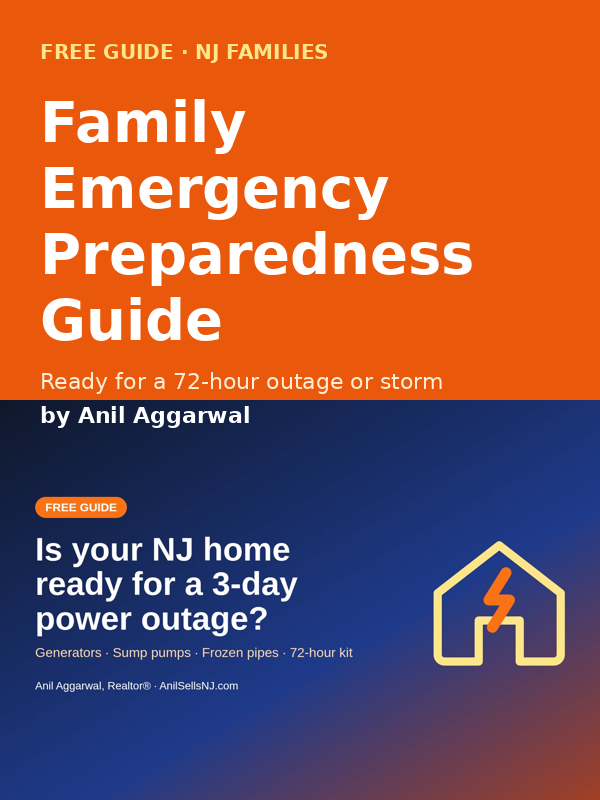 FREE GUIDE · NJ FAMILIES
Family
Emergency
Preparedness
Guide
Ready for a 72-hour outage or storm
by Anil Aggarwal
FREE GUIDE
Is your NJ home
ready for a 3-day
power outage?
Generators · Sump pumps · Frozen pipes · 72-hour kit
Anil Aggarwal, Realtor® · AnilSellsNJ.com